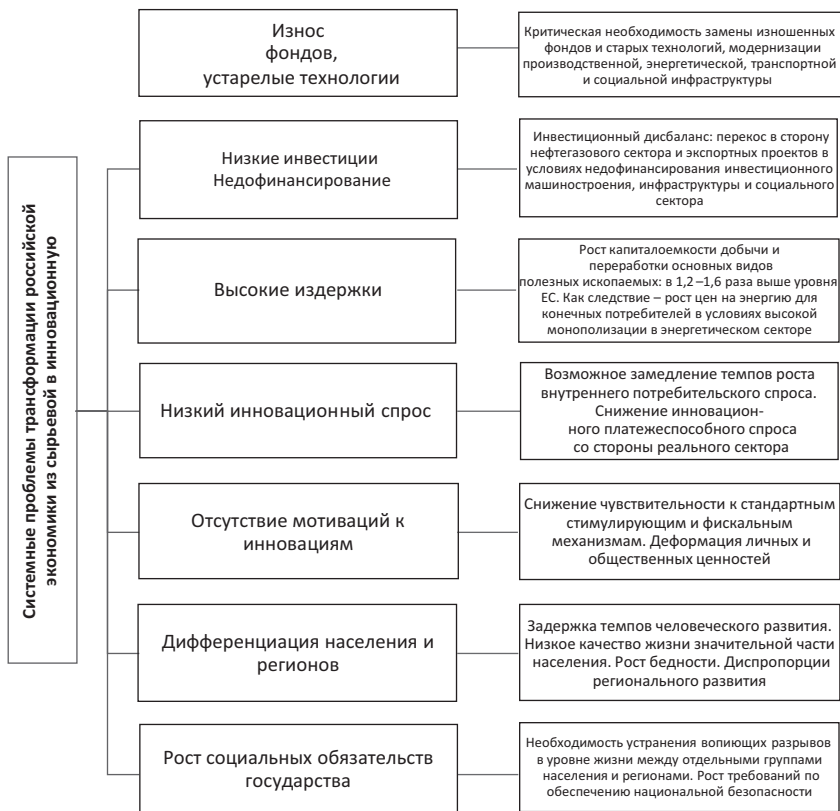 Системные проблемы трансформации российской
экономики из сырьевой в инновационную
Износ
фондов,
устарелые технологии
Критическая необходимость замены изношенных
фондов и старых технологий, модернизации
производственной, энергетической, транспортной
и социальной инфраструктуры
Низкие инвестиции
Недофинансирование
Инвестиционный дисбаланс: перекос в сторону
нефтегазового сектора и экспортных проектов в
условиях недофинансирования инвестиционного
машиностроения, инфраструктуры и социального
сектора
Высокие издержки
Рост капиталоемкости добычи и
переработки основных видов
полезных ископаемых: в 1,2–1,6 раза выше уровня
ЕС. Как следствие – рост цен на энергию для
конечных потребителей в условиях высокой
монополизации в энергетическом секторе
Низкий инновационный спрос
Возможное замедление темпов роста
внутреннего потребительского спроса.
Снижение инновацион-
ного платежеспособного спроса
со стороны реального сектора
Отсутствие мотиваций к
инновациям
Снижение чувствительности к стандартным
стимулирующим и фискальным
механизмам. Деформация личных и
общественных ценностей
Дифференциация населения и
регионов
Задержка темпов человеческого развития.
Низкое качество жизни значительной части
населения. Рост бедности. Диспропорции
регионального развития
Рост социальных обязательств
государства
Необходимость устранения вопиющих разрывов
в уровне жизни между отдельными группами
населения и регионами. Рост требований по
обеспечению национальной безопасности